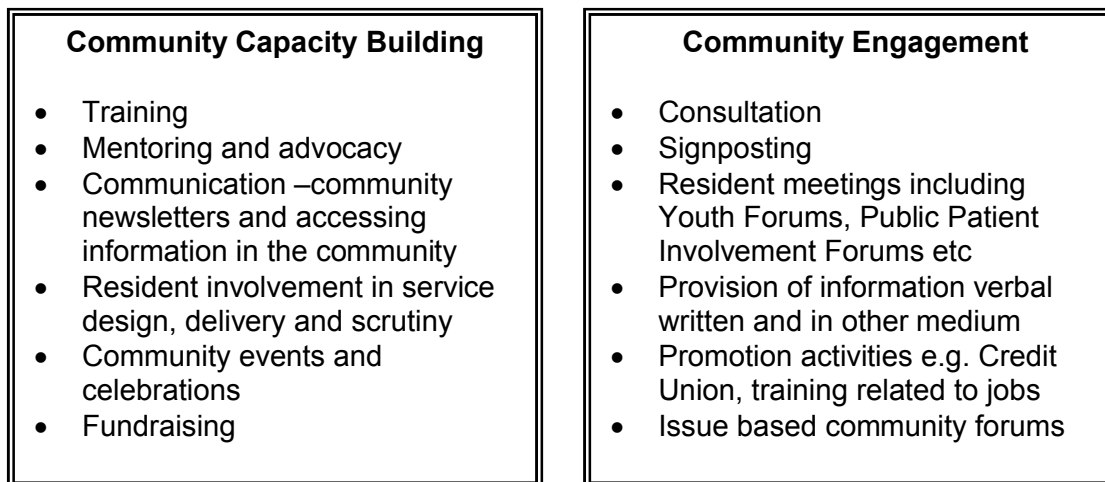 Community Capacity Building
• Training
• Mentoring and advocacy
• Communication –community
newsletters and accessing
information in the community
• Resident involvement in service
design, delivery and scrutiny
• Community events and
celebrations
• Fundraising
Community Engagement
• Consultation
• Signposting
• Resident meetings including
Youth Forums, Public Patient
Involvement Forums etc
• Provision of information verbal
written and in other medium
• Promotion activities e.g. Credit
Union, training related to jobs
• Issue based community forums